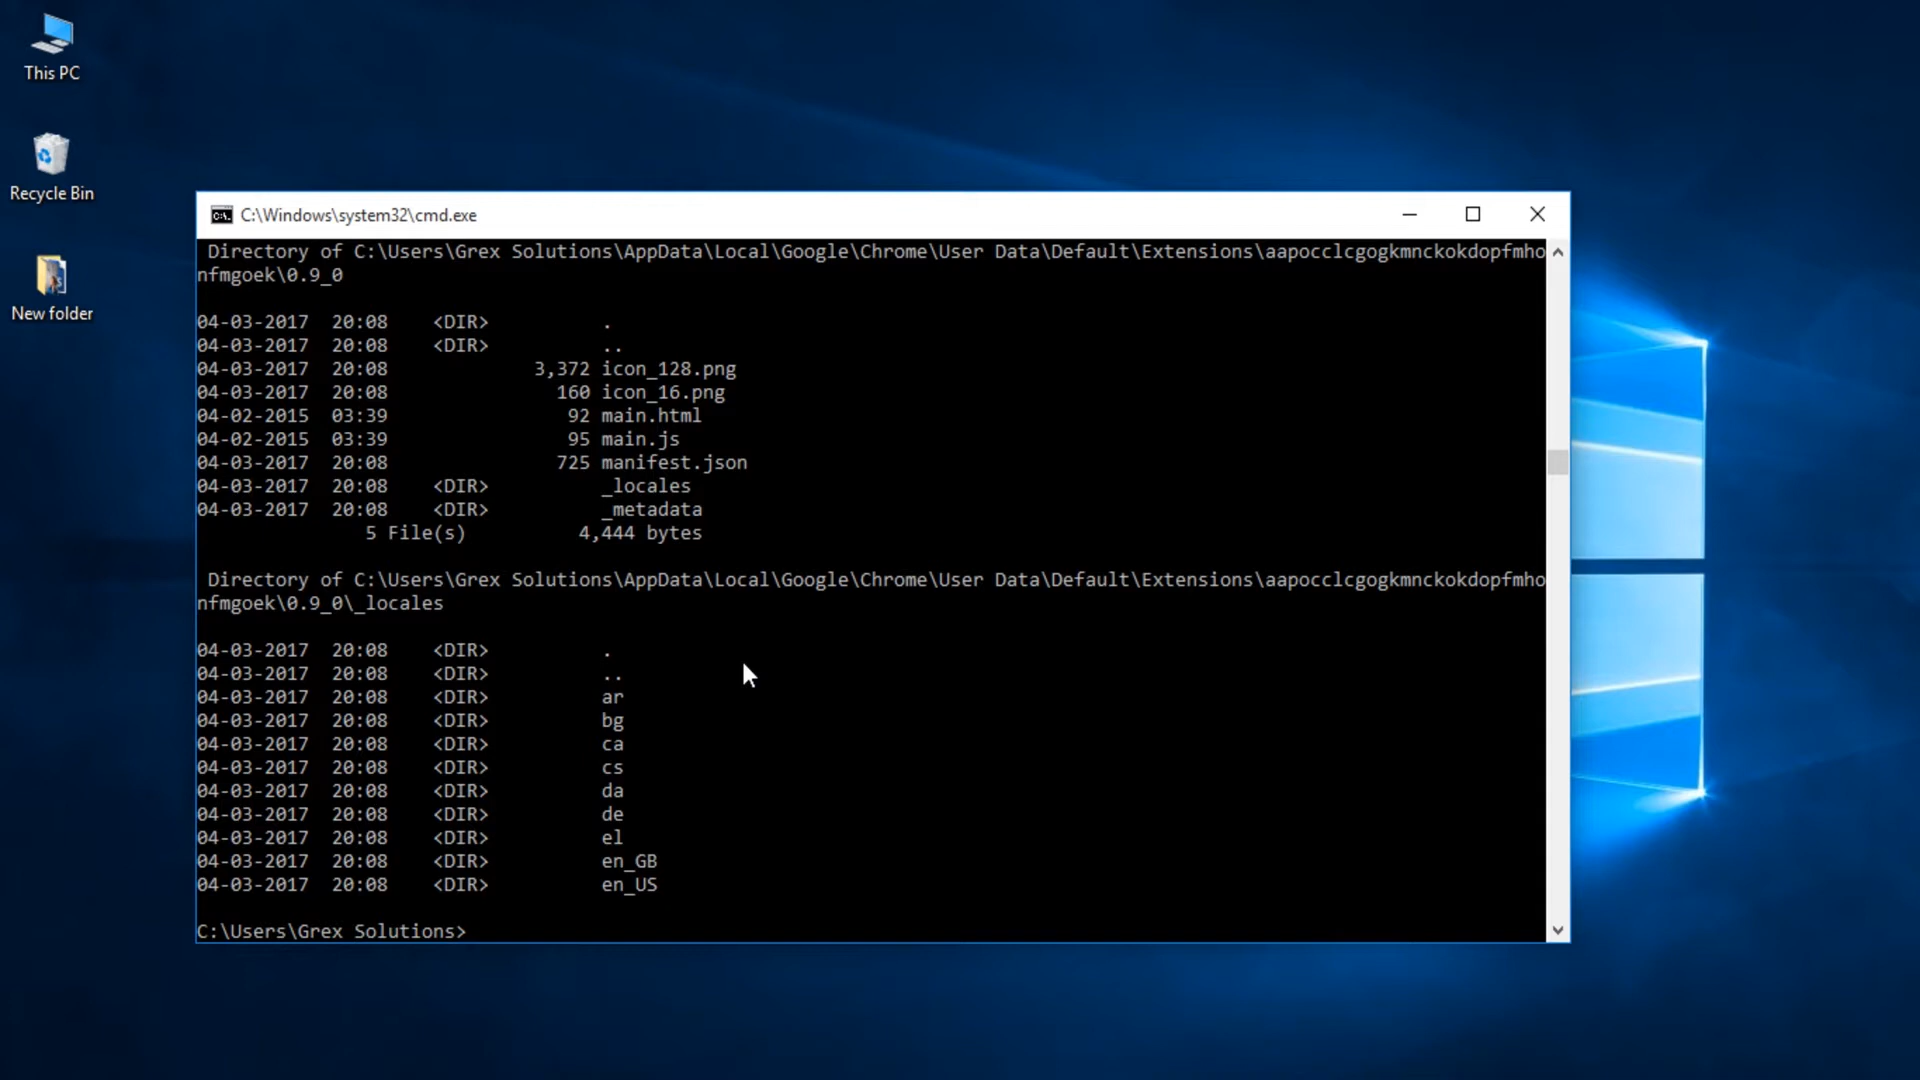 This PC
Recycle Bin
New folder
C:\Windows\system32\cmd.exe
Directory of C:\Users\Grex Solutions\AppData\Local\Google\Chrome\User Data\Default\Extensions\aapocclcgogkmnckokdopfmho
nfmgoek\0.9_0
04-03-2017 20:08 <DIR> .
04-03-2017 20:08 <DIR> ..
04-03-2017 20:08 3,372 icon_128.png
04-03-2017 20:08 160 icon_16.png
04-02-2015 03:39 92 main.html
04-02-2015 03:39 95 main.js
04-03-2017 20:08 725 manifest.json
04-03-2017 20:08 <DIR> _locales
04-03-2017 20:08 <DIR> _metadata
5 File(s) 4,444 bytes
Directory of C:\Users\Grex Solutions\AppData\Local\Google\Chrome\User Data\Default\Extensions\aapocclcgogkmnckokdopfmho
nfmgoek\0.9_0\_locales
04-03-2017 20:08 <DIR> .
04-03-2017 20:08 <DIR> ..
04-03-2017 20:08 <DIR> ar
04-03-2017 20:08 <DIR> bg
04-03-2017 20:08 <DIR> ca
04-03-2017 20:08 <DIR> cs
04-03-2017 20:08 <DIR> da
04-03-2017 20:08 <DIR> de
04-03-2017 20:08 <DIR> el
04-03-2017 20:08 <DIR> en_GB
04-03-2017 20:08 <DIR> en_US
C:\Users\Grex Solutions>